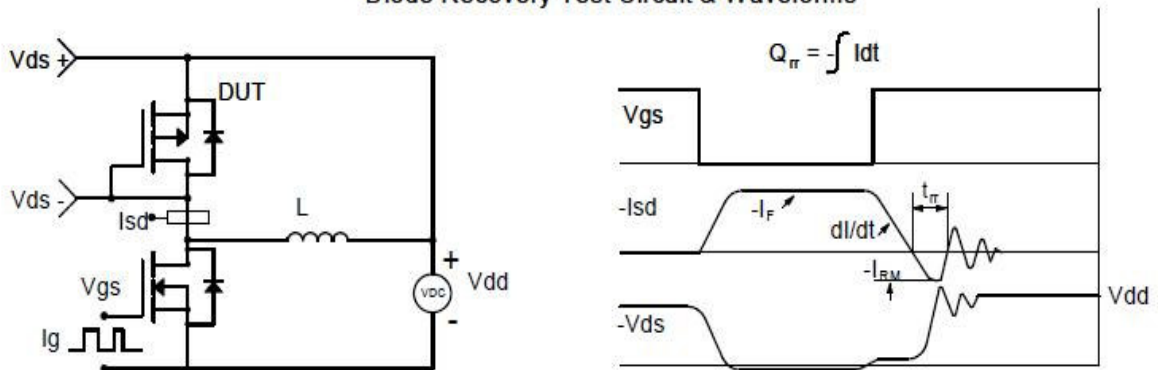 Diode Recovery Test Circuit & Waveforms
Vds +
DUT
Vds -
Isd
L
Vgs
Ig
+
VDC
-
Vdd
Qrr = -∫ Idt
Vgs
-Isd
-IF
dI/dt
trr
-IRM
Vdd
-Vds